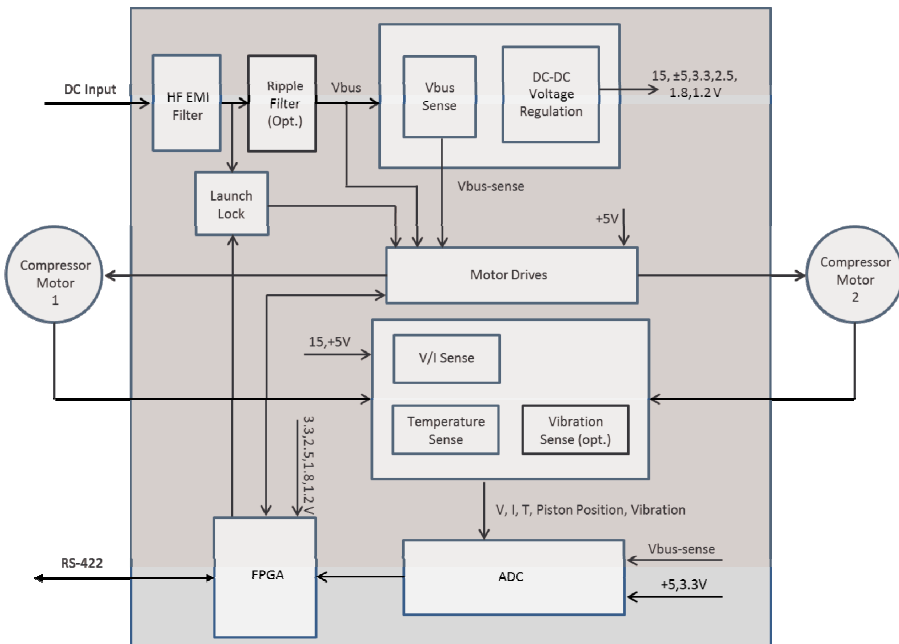 DC Input
HF EMI
Filter
Ripple
Filter
(Opt.)
Vbus
Vbus
Sense
DC-DC
Voltage
Regulation
15, ±5,3.3,2.5,
1.8,1.2 V
Launch
Lock
Vbus-sense
+5V
Compressor
Motor
1
Motor Drives
Compressor
Motor
2
15,+5V
V/I Sense
Temperature
Sense
Vibration
Sense (opt.)
3.3,2.5,1.8,1.2 V
V, I, T, Piston Position, Vibration
RS-422
FPGA
ADC
Vbus-sense
+5,3.3V